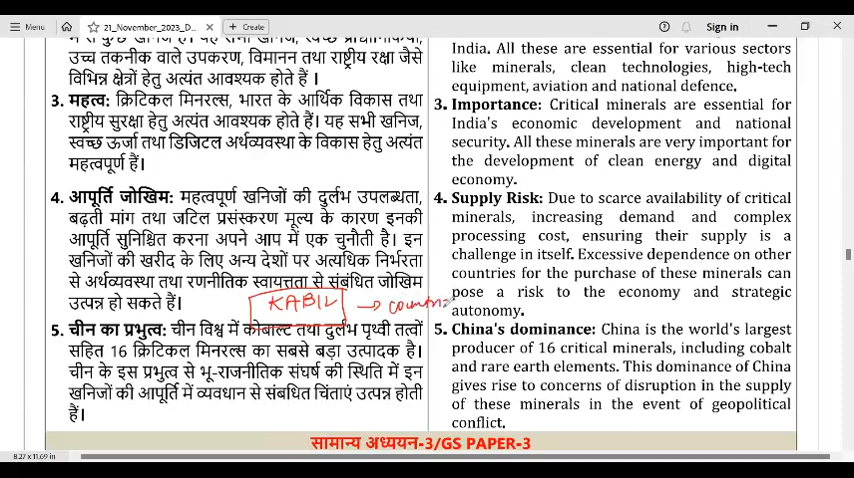 Menu
21_November_2023_D...
Create
Sign in
में से कुछ खनिज हैं। यह सभी खनिज, स्वच्छ प्रौद्योगिकियों,
उच्च तकनीक वाले उपकरण, विमानन तथा राष्ट्रीय रक्षा जैसे
विभिन्न क्षेत्रों हेतु अत्यंत आवश्यक होते हैं ।
3. महत्व: क्रिटिकल मिनरल्स, भारत के आर्थिक विकास तथा
राष्ट्रीय सुरक्षा हेतु अत्यंत आवश्यक होते हैं। यह सभी खनिज,
स्वच्छ ऊर्जा तथा डिजिटल अर्थव्यवस्था के विकास हेतु अत्यंत
महत्वपूर्ण हैं।
4. आपूर्ति जोखिम: महत्वपूर्ण खनिजों की दुर्लभ उपलब्धता,
बढ़ती मांग तथा जटिल प्रसंस्करण मूल्य के कारण इनकी
आपूर्ति सुनिश्चित करना अपने आप में एक चुनौती है। इन
खनिजों की खरीद के लिए अन्य देशों पर अत्यधिक निर्भरता
से अर्थव्यवस्था तथा रणनीतिक स्वायत्तता से संबंधित जोखिम
उत्पन्न हो सकते हैं।
KABIL → countri
5. चीन का प्रभुत्व: चीन विश्व में कोबाल्ट तथा दुर्लभ पृथ्वी तत्वों
सहित 16 क्रिटिकल मिनरल्स का सबसे बड़ा उत्पादक है।
चीन के इस प्रभुत्व से भू-राजनीतिक संघर्ष की स्थिति में इन
खनिजों की आपूर्ति में व्यवधान से संबधित चिंताएं उत्पन्न होती
हैं।
India. All these are essential for various sectors
like minerals, clean technologies, high-tech
equipment, aviation and national defence.
3. Importance: Critical minerals are essential for
India's economic development and national
security. All these minerals are very important for
the development of clean energy and digital
economy.
4. Supply Risk: Due to scarce availability of critical
minerals, increasing demand and complex
processing cost, ensuring their supply is a
challenge in itself. Excessive dependence on other
countries for the purchase of these minerals can
pose a risk to the economy and strategic
autonomy.
5. China's dominance: China is the world's largest
producer of 16 critical minerals, including cobalt
and rare earth elements. This dominance of China
gives rise to concerns of disruption in the supply
of these minerals in the event of geopolitical
conflict.
सामान्य अध्ययन-3/GS PAPER-3
8.27 x 11.69 in